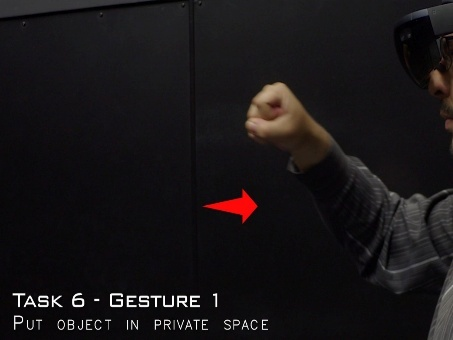 Task 6 - Gesture 1
Put object in private space